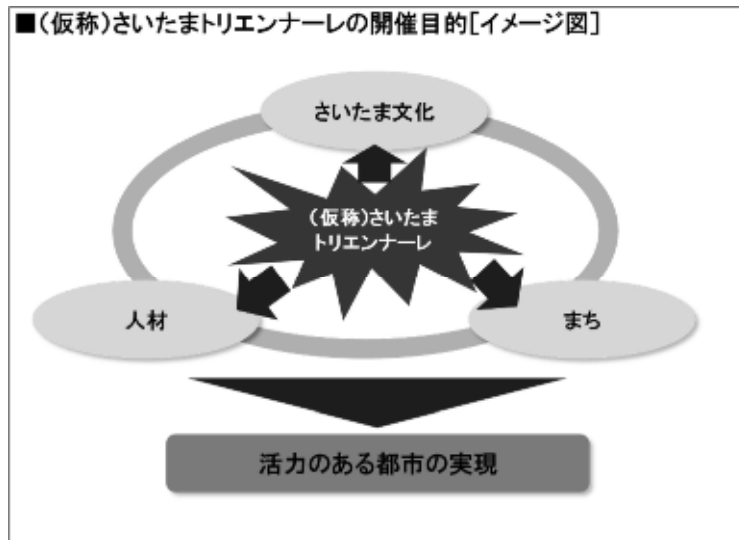 ■(仮称)さいたまトリエンナーレの開催目的[イメージ図]
さいたま文化
(仮称)さいたま
トリエンナーレ
人材
まち
活力のある都市の実現